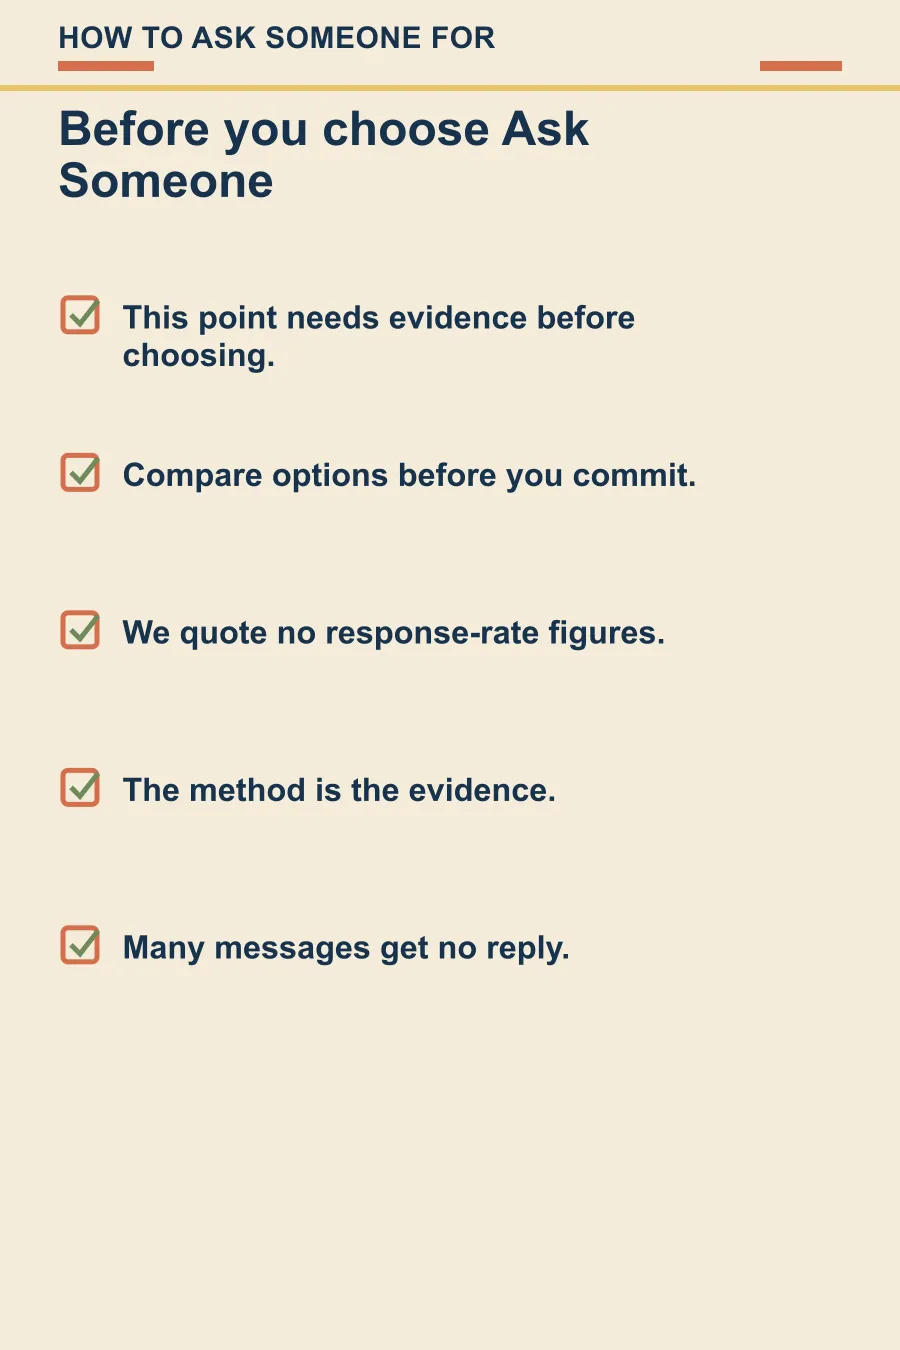 HOW TO ASK SOMEONE FOR
Before you choose Ask
Someone
This point needs evidence before
choosing.
Compare options before you commit.
We quote no response-rate figures.
The method is the evidence.
Many messages get no reply.